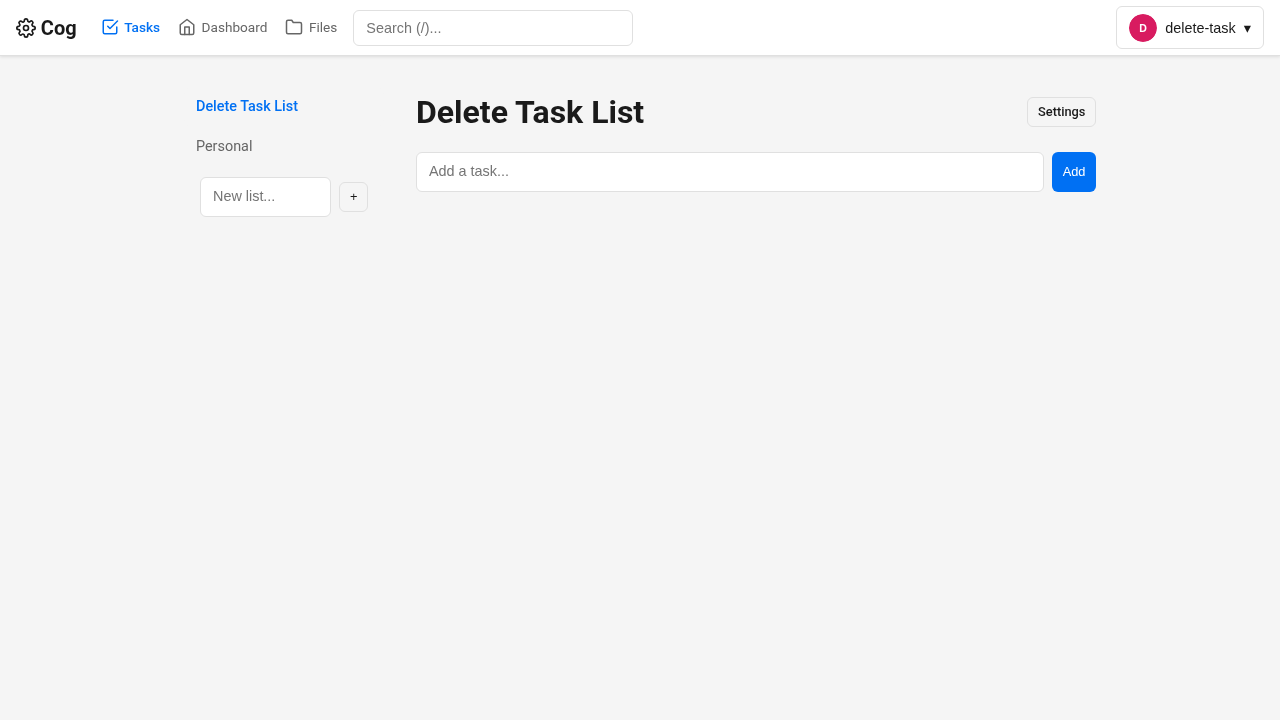 Cog
Tasks
Dashboard
Files
Search (/)...
D
delete-task ▾
Delete Task List
Personal
New list...
+
Delete Task List
Settings
Add a task...
Add